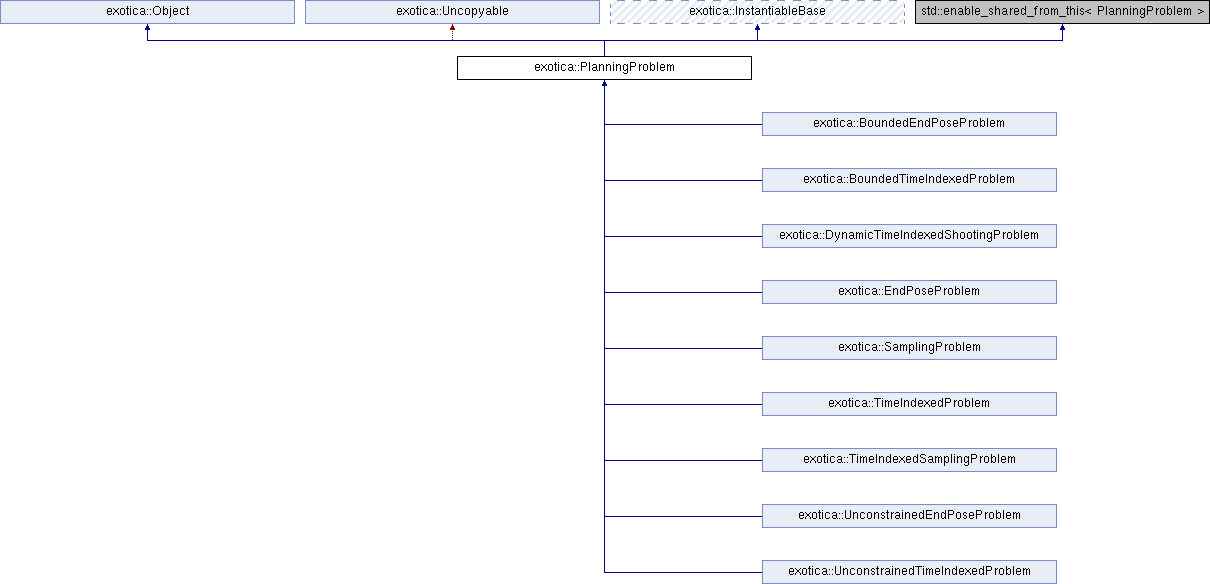 exotica::Object
exotica::Uncopyable
exotica::InstantiableBase
std::enable_shared_from_this< PlanningProblem >
exotica::PlanningProblem
exotica::BoundedEndPoseProblem
exotica::BoundedTimeIndexedProblem
exotica::DynamicTimeIndexedShootingProblem
exotica::EndPoseProblem
exotica::SamplingProblem
exotica::TimeIndexedProblem
exotica::TimeIndexedSamplingProblem
exotica::UnconstrainedEndPoseProblem
exotica::UnconstrainedTimeIndexedProblem